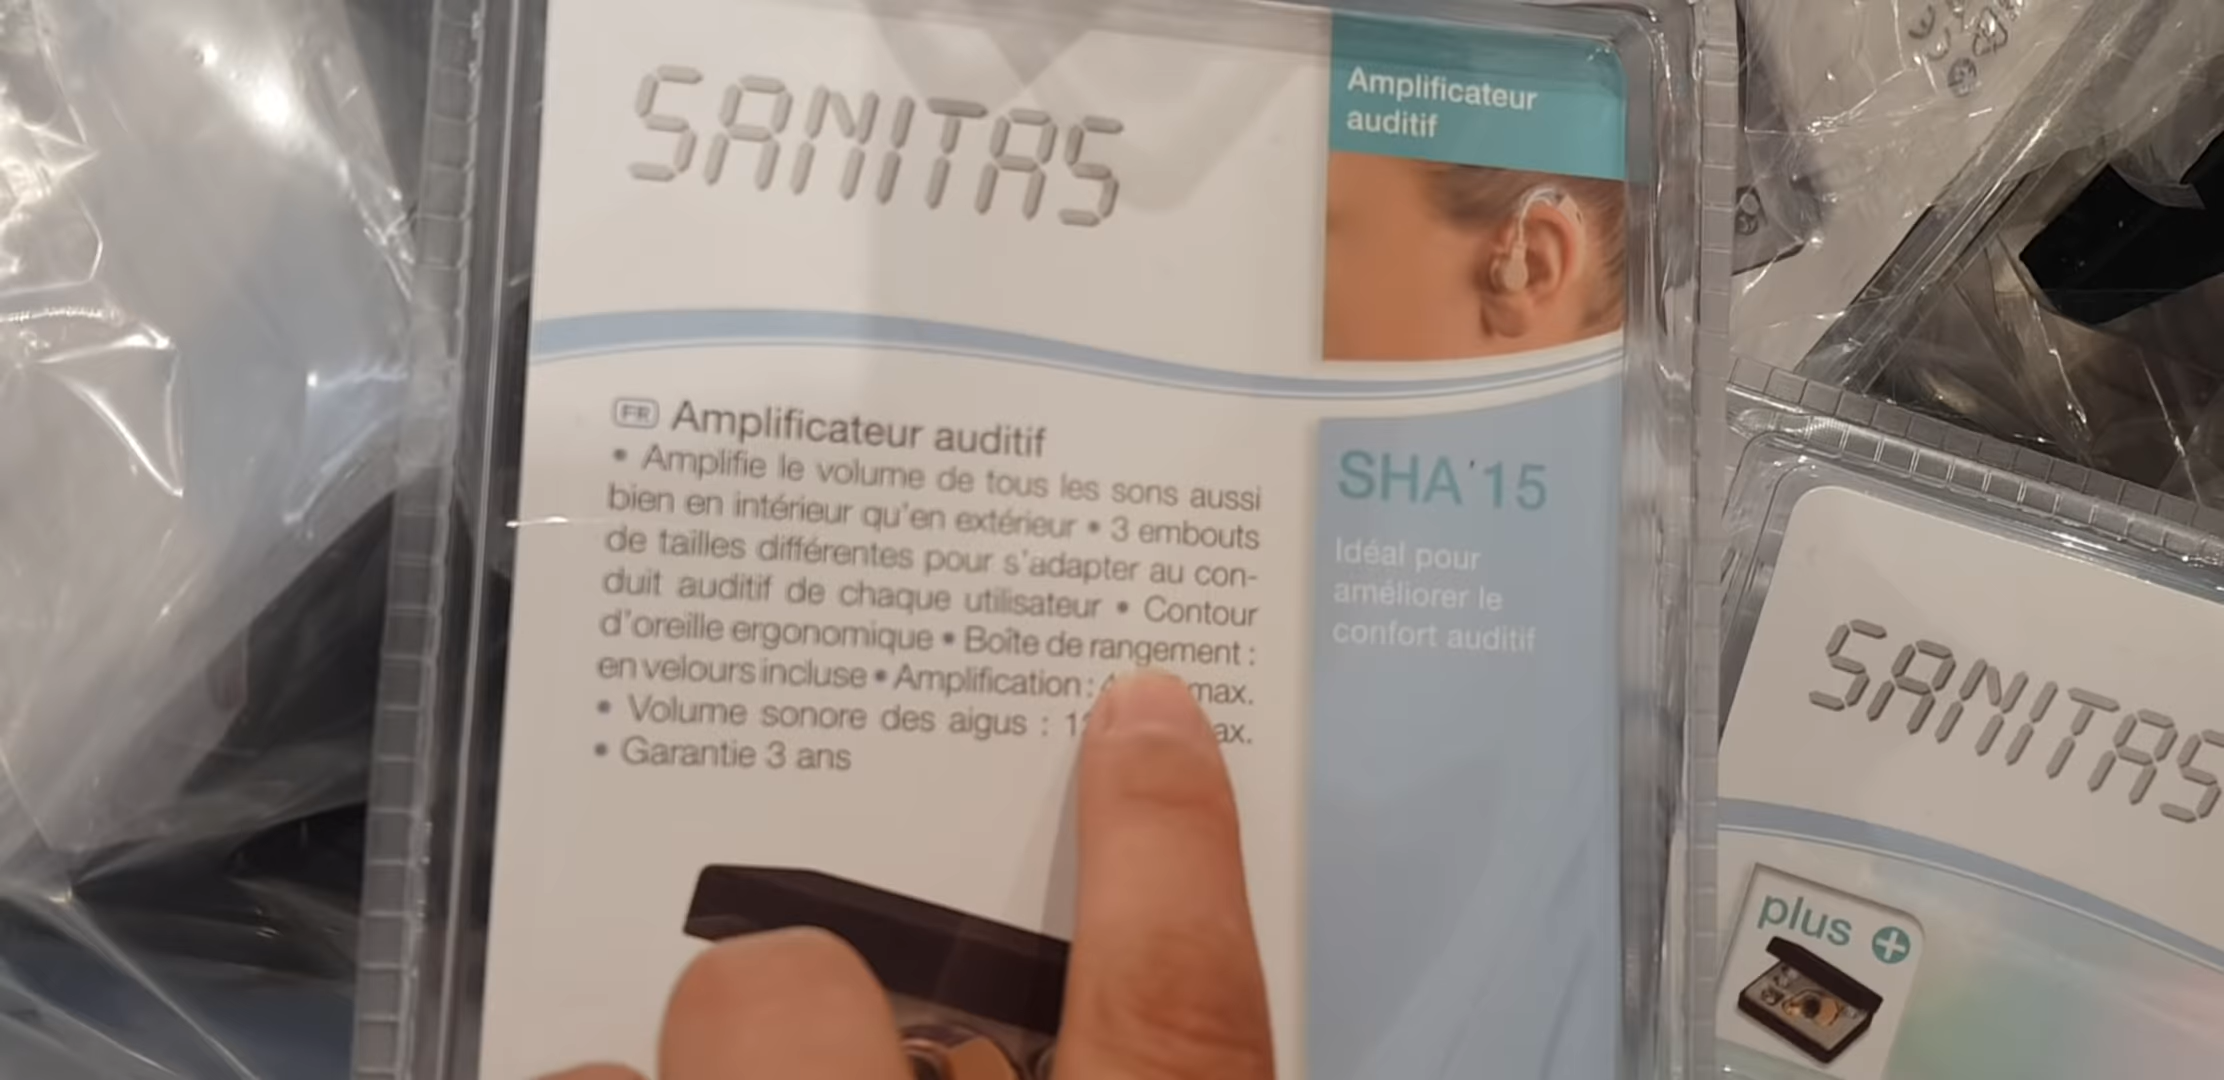 SANITAS
Amplificateur
auditif
FR Amplificateur auditif
• Amplifie le volume de tous les sons aussi
bien en intérieur qu'en extérieur • 3 embouts
de tailles différentes pour s'adapter au con-
duit auditif de chaque utilisateur • Contour
d'oreille ergonomique • Boîte de rangement :
en velours incluse • Amplification : max.
• Volume sonore des aigus :
• Garantie 3 ans
SHA'15
Idéal pour
améliorer le
confort auditif
SANITAS
plus +